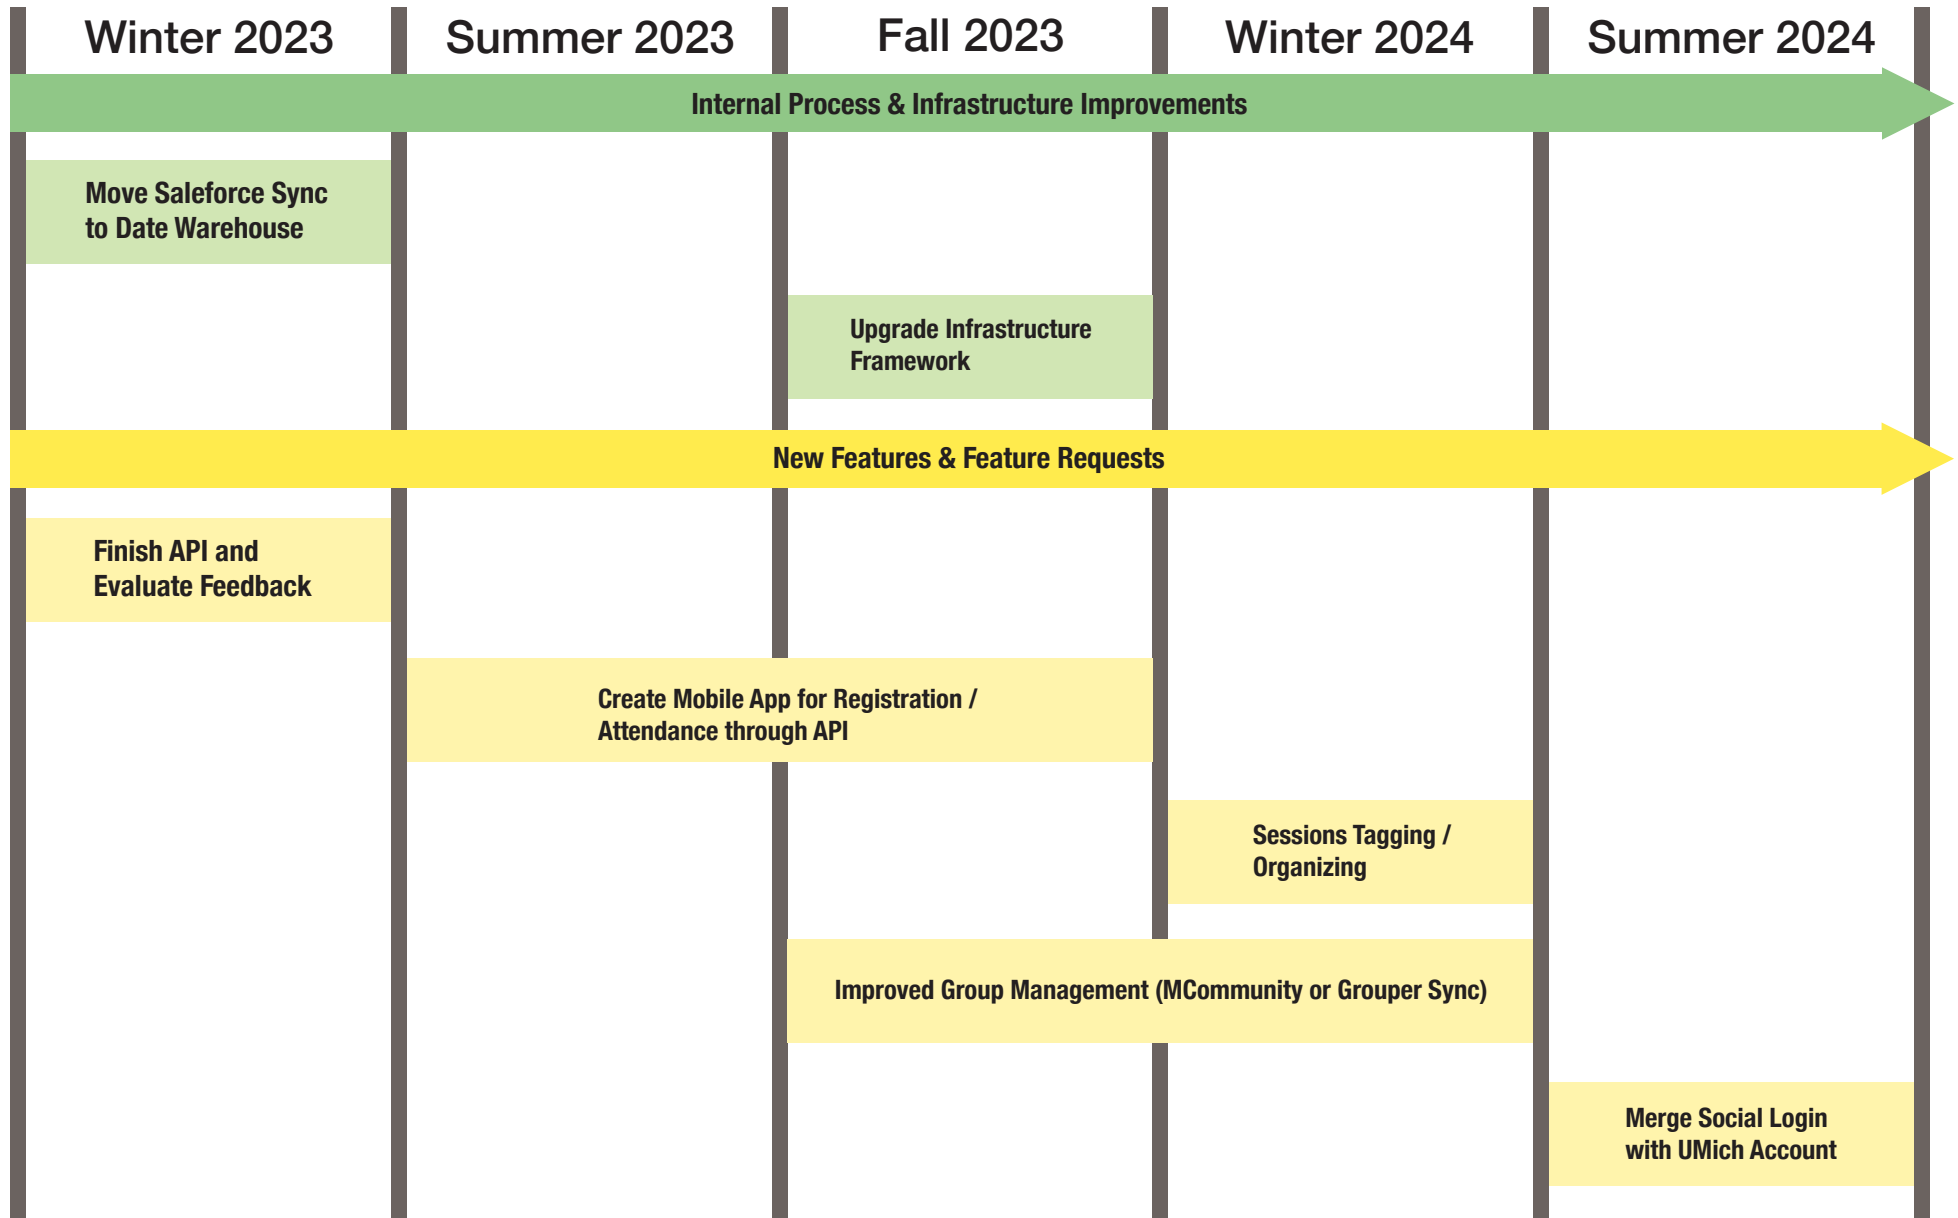 Winter 2023
Summer 2023
Fall 2023
Winter 2024
Summer 2024
Internal Process & Infrastructure Improvements
Move Saleforce Sync
to Date Warehouse
Upgrade Infrastructure
Framework
New Features & Feature Requests
Finish API and
Evaluate Feedback
Create Mobile App for Registration /
Attendance through API
Sessions Tagging /
Organizing
Improved Group Management (MCommunity or Grouper Sync)
Merge Social Login
with UMich Account